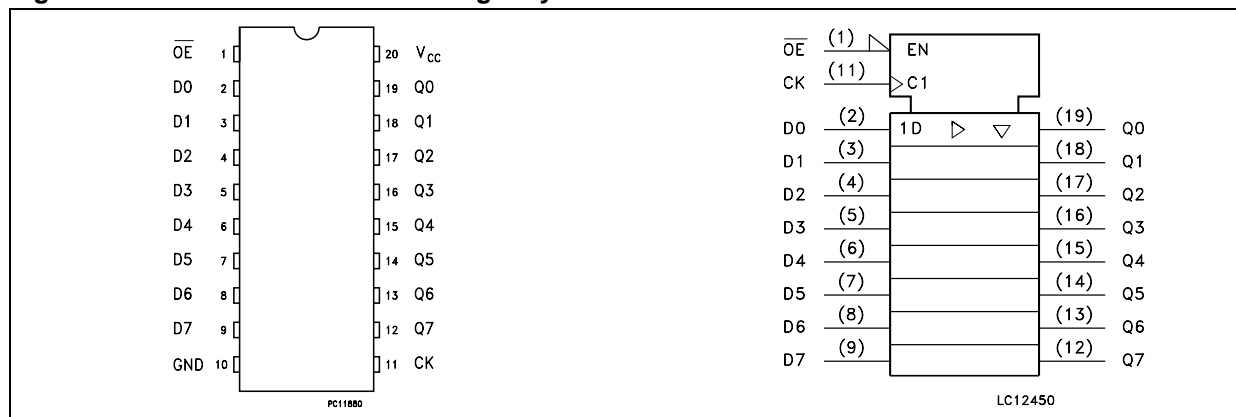 OE 1 20 VCC
D0 2 19 Q0
D1 3 18 Q1
D2 4 17 Q2
D3 5 16 Q3
D4 6 15 Q4
D5 7 14 Q5
D6 8 13 Q6
D7 9 12 Q7
GND 10 11 CK
PC11880
OE (1) EN
CK (11) C1
D0 (2) 1D (19) Q0
D1 (3) (18) Q1
D2 (4) (17) Q2
D3 (5) (16) Q3
D4 (6) (15) Q4
D5 (7) (14) Q5
D6 (8) (13) Q6
D7 (9) (12) Q7
LC12450